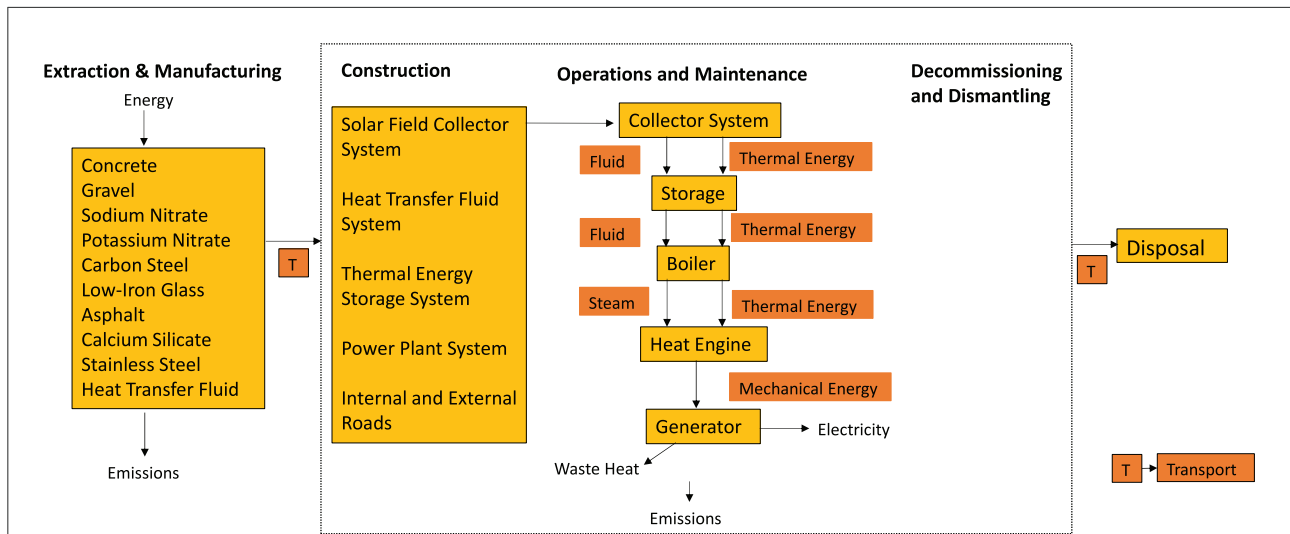 Extraction & Manufacturing
Energy
Concrete
Gravel
Sodium Nitrate
Potassium Nitrate
Carbon Steel
Low-Iron Glass
Asphalt
Calcium Silicate
Stainless Steel
Heat Transfer Fluid
Emissions
T
Construction
Solar Field Collector
System
Heat Transfer Fluid
System
Thermal Energy
Storage System
Power Plant System
Internal and External
Roads
Operations and Maintenance
Collector System
Fluid
Thermal Energy
Storage
Fluid
Thermal Energy
Boiler
Steam
Thermal Energy
Heat Engine
Mechanical Energy
Generator
Electricity
Waste Heat
Emissions
Decommissioning
and Dismantling
T
Disposal
T
Transport